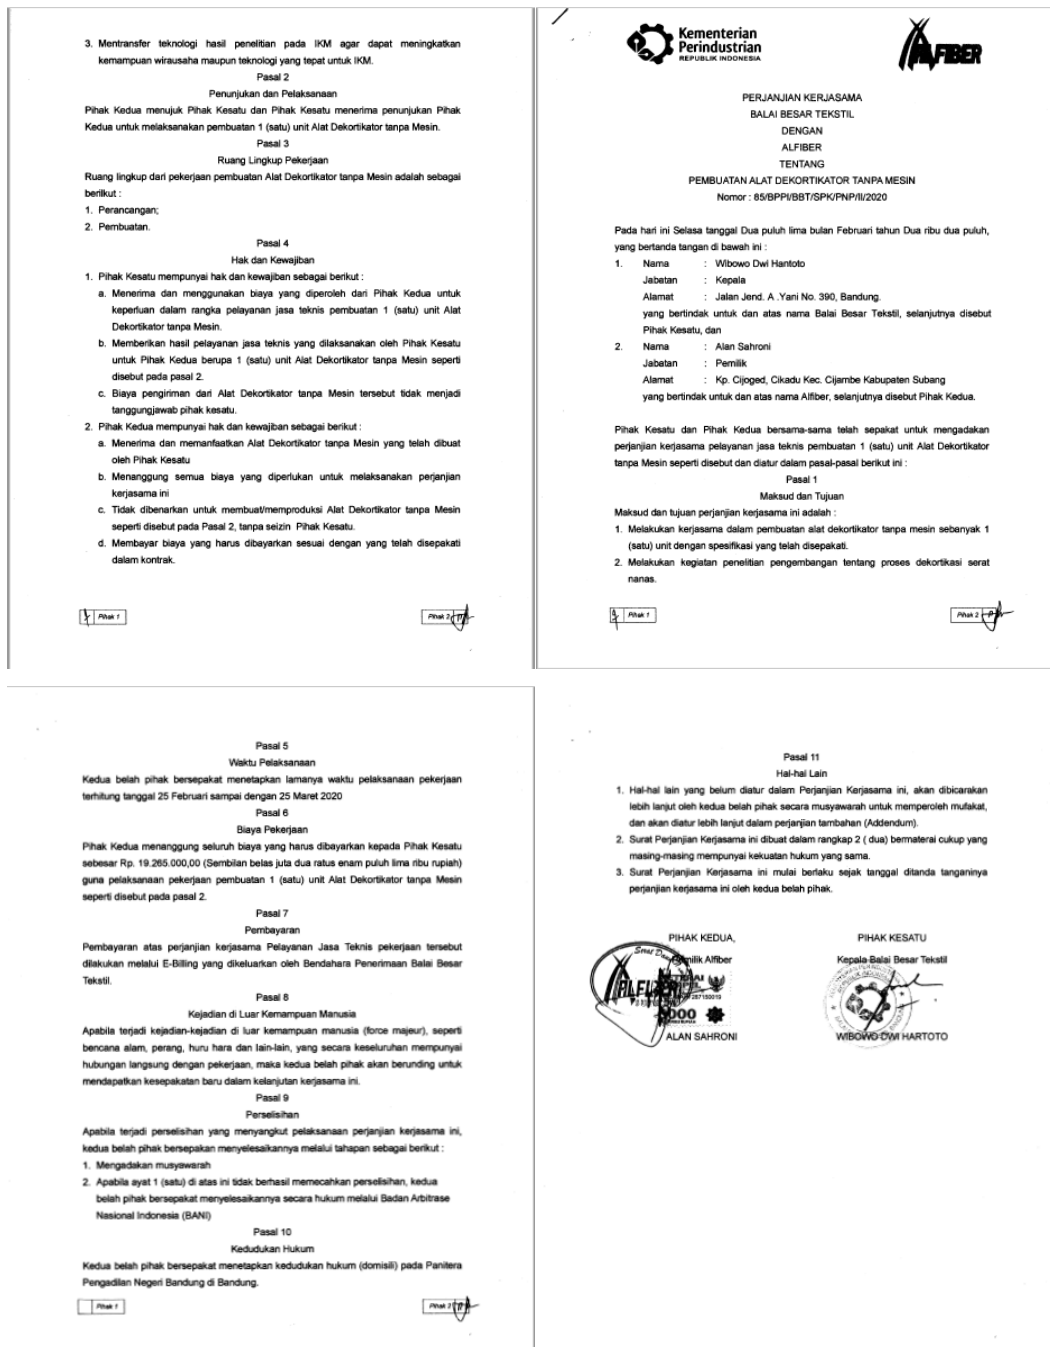 3. Mentransfer teknologi hasil penelitian pada IKM agar dapat meningkatkan
kemampuan wirausaha maupun teknologi yang tepat untuk IKM.
Pasal 2
Penunjukan dan Pelaksanaan
Pihak Kedua menujuk Pihak Kesatu dan Pihak Kesatu menerima penunjukan Pihak
Kedua untuk melaksanakan pembuatan 1 (satu) unit Alat Dekortikator tanpa Mesin.
Pasal 3
Ruang Lingkup Pekerjaan
Ruang lingkup dari pekerjaan pembuatan Alat Dekortikator tanpa Mesin adalah sebagai
berilkut :
1. Perancangan;
2. Pembuatan.
Pasal 4
Hak dan Kewajiban
1. Pihak Kesatu mempunyai hak dan kewajiban sebagai berikut :
a. Menerima dan menggunakan biaya yang diperoleh dari Pihak Kedua untuk
keperluan dalam rangka pelayanan jasa teknis pembuatan 1 (satu) unit Alat
Dekortikator tanpa Mesin.
b. Memberikan hasil pelayanan jasa teknis yang dilaksanakan oleh Pihak Kesatu
untuk Pihak Kedua berupa 1 (satu) unit Alat Dekortikator tanpa Mesin seperti
disebut pada pasal 2.
c. Biaya pengiriman dari Alat Dekortikator tanpa Mesin tersebut tidak menjadi
tanggungjawab pihak kesatu.
2. Pihak Kedua mempunyai hak dan kewajiban sebagai berikut :
a. Menerima dan memanfaatkan Alat Dekortikator tanpa Mesin yang telah dibuat
oleh Pihak Kesatu
b. Menanggung semua biaya yang diperlukan untuk melaksanakan perjanjian
kerjasama ini
c. Tidak dibenarkan untuk membuat/memproduksi Alat Dekortikator tanpa Mesin
seperti disebut pada Pasal 2, tanpa seizin Pihak Kesatu.
d. Membayar biaya yang harus dibayarkan sesuai dengan yang telah disepakati
dalam kontrak.
Pihak 1 Pihak 2
Kementerian
Perindustrian
REPUBLIK INDONESIA
ALFIBER
PERJANJIAN KERJASAMA
BALAI BESAR TEKSTIL
DENGAN
ALFIBER
TENTANG
PEMBUATAN ALAT DEKORTIKATOR TANPA MESIN
Nomor : 85/BPPI/BBT/SPK/PNP/II/2020
Pada hari ini Selasa tanggal Dua puluh lima bulan Februari tahun Dua ribu dua puluh,
yang bertanda tangan di bawah ini :
1. Nama : Wibowo Dwi Hantoto
Jabatan : Kepala
Alamat : Jalan Jend. A .Yani No. 390, Bandung.
yang bertindak untuk dan atas nama Balai Besar Tekstil, selanjutnya disebut
Pihak Kesatu, dan
2. Nama : Alan Sahroni
Jabatan : Pemilik
Alamat : Kp. Cijoged, Cikadu Kec. Cijambe Kabupaten Subang
yang bertindak untuk dan atas nama Alfiber, selanjutnya disebut Pihak Kedua.
Pihak Kesatu dan Pihak Kedua bersama-sama telah sepakat untuk mengadakan
perjanjian kerjasama pelayanan jasa teknis pembuatan 1 (satu) unit Alat Dekortikator
tanpa Mesin seperti disebut dan diatur dalam pasal-pasal berikut ini :
Pasal 1
Maksud dan Tujuan
Maksud dan tujuan perjanjian kerjasama ini adalah :
1. Melakukan kerjasama dalam pembuatan alat dekortikator tanpa mesin sebanyak 1
(satu) unit dengan spesifikasi yang telah disepakati.
2. Melakukan kegiatan penelitian pengembangan tentang proses dekortikasi serat
nanas.
Pihak 1 Pihak 2
Pasal 5
Waktu Pelaksanaan
Kedua belah pihak bersepakat menetapkan lamanya waktu pelaksanaan pekerjaan
terhitung tanggal 25 Februari sampai dengan 25 Maret 2020
Pasal 6
Biaya Pekerjaan
Pihak Kedua menanggung seluruh biaya yang harus dibayarkan kepada Pihak Kesatu
sebesar Rp. 19.265.000,00 (Sembilan belas juta dua ratus enam puluh lima ribu rupiah)
guna pelaksanaan pekerjaan pembuatan 1 (satu) unit Alat Dekortikator tanpa Mesin
seperti disebut pada pasal 2.
Pasal 7
Pembayaran
Pembayaran atas perjanjian kerjasama Pelayanan Jasa Teknis pekerjaan tersebut
dilakukan melalui E-Billing yang dikeluarkan oleh Bendahara Penerimaan Balai Besar
Tekstil.
Pasal 8
Kejadian di Luar Kemampuan Manusia
Apabila terjadi kejadian-kejadian di luar kemampuan manusia (force majeur), seperti
bencana alam, perang, huru hara dan lain-lain, yang secara keseluruhan mempunyai
hubungan langsung dengan pekerjaan, maka kedua belah pihak akan berunding untuk
mendapatkan kesepakatan baru dalam kelanjutan kerjasama ini.
Pasal 9
Perselisihan
Apabila terjadi perselisihan yang menyangkut pelaksanaan perjanjian kerjasama ini,
kedua belah pihak bersepakan menyelesaikannya melalui tahapan sebagai berikut :
1. Mengadakan musyawarah
2. Apabila ayat 1 (satu) di atas ini tidak berhasil memecahkan perselisihan, kedua
belah pihak bersepakat menyelesaikannya secara hukum melalui Badan Arbitrase
Nasional Indonesia (BANI)
Pasal 10
Kedudukan Hukum
Kedua belah pihak bersepakat menetapkan kedudukan hukum (domisili) pada Panitera
Pengadilan Negeri Bandung di Bandung.
Pihak 1 Pihak 2
Pasal 11
Hal-hal Lain
1. Hal-hal lain yang belum diatur dalam Perjanjian Kerjasama ini, akan dibicarakan
lebih lanjut oleh kedua belah pihak secara musyawarah untuk memperoleh mufakat,
dan akan diatur lebih lanjut dalam perjanjian tambahan (Addendum).
2. Surat Perjanjian Kerjasama ini dibuat dalam rangkap 2 ( dua) bermaterai cukup yang
masing-masing mempunyai kekuatan hukum yang sama.
3. Surat Perjanjian Kerjasama ini mulai berlaku sejak tanggal ditanda tanganinya
perjanjian kerjasama ini oleh kedua belah pihak.
PIHAK KEDUA, PIHAK KESATU
Pemilik Alfiber Kepala Balai Besar Tekstil
ALFIBER
ALAN SAHRONI WIBOWO DWI HARTOTO